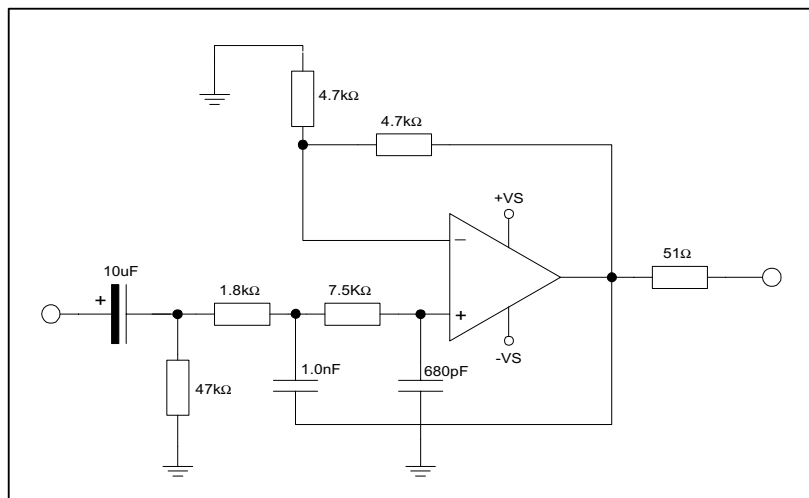 4.7kΩ
4.7kΩ
+VS
−
10uF
+
1.8kΩ
7.5KΩ
51Ω
+
-VS
47kΩ
1.0nF
680pF